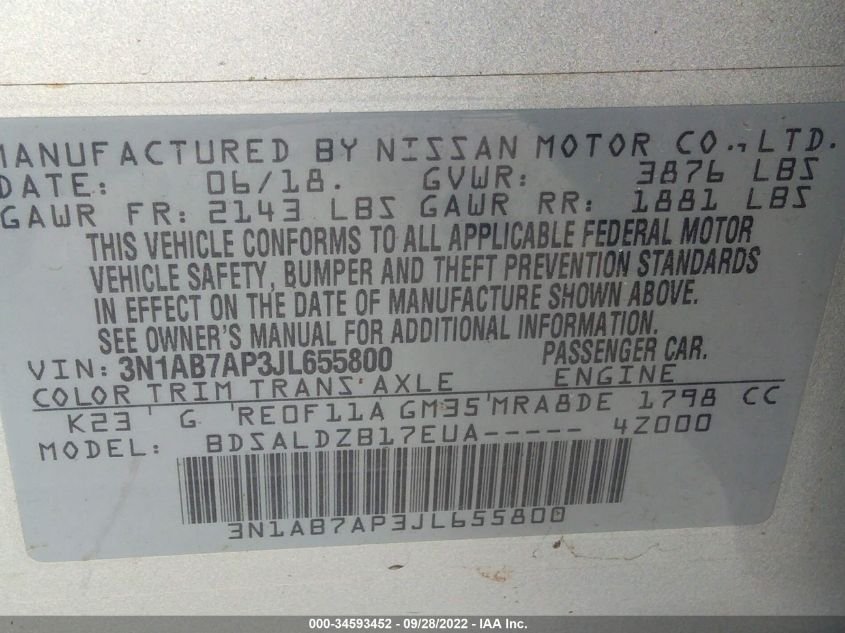 MANUFACTURED BY NISSAN MOTOR CO., LTD.
DATE: 06/18. GVWR: 3876 LBS
GAWR FR: 2143 LBS GAWR RR: 1881 LBS
THIS VEHICLE CONFORMS TO ALL APPLICABLE FEDERAL MOTOR
VEHICLE SAFETY, BUMPER AND THEFT PREVENTION STANDARDS
IN EFFECT ON THE DATE OF MANUFACTURE SHOWN ABOVE.
SEE OWNER'S MANUAL FOR ADDITIONAL INFORMATION.
VIN: 3N1AB7AP3JL655800 PASSENGER CAR.
COLOR TRIM TRANS AXLE ENGINE
K23 G RE0F11A GM35 MRA8DE 1798 CC
MODEL: BDSALDZB17EUA----- 4Z000
3N1AB7AP3JL655800
000-34593452 - 09/28/2022 - IAA Inc.